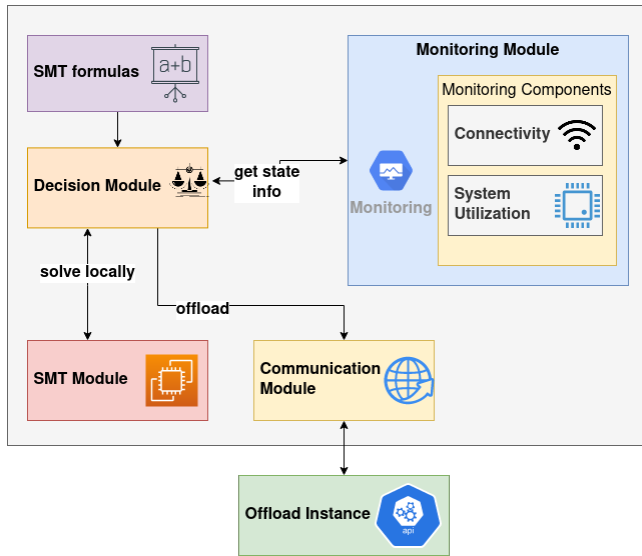 SMT formulas
a+b
Monitoring Module
Monitoring Components
Connectivity
System
Utilization
Monitoring
Decision Module
get state
info
solve locally
offload
SMT Module
Communication
Module
Offload Instance
api